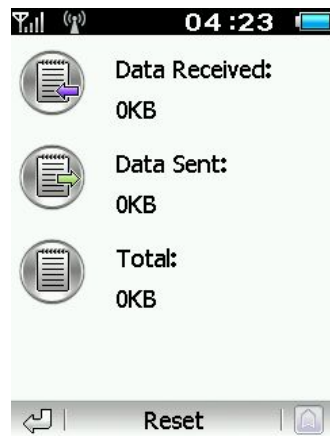 04:23
Data Received:
0KB
Data Sent:
0KB
Total:
0KB
Reset